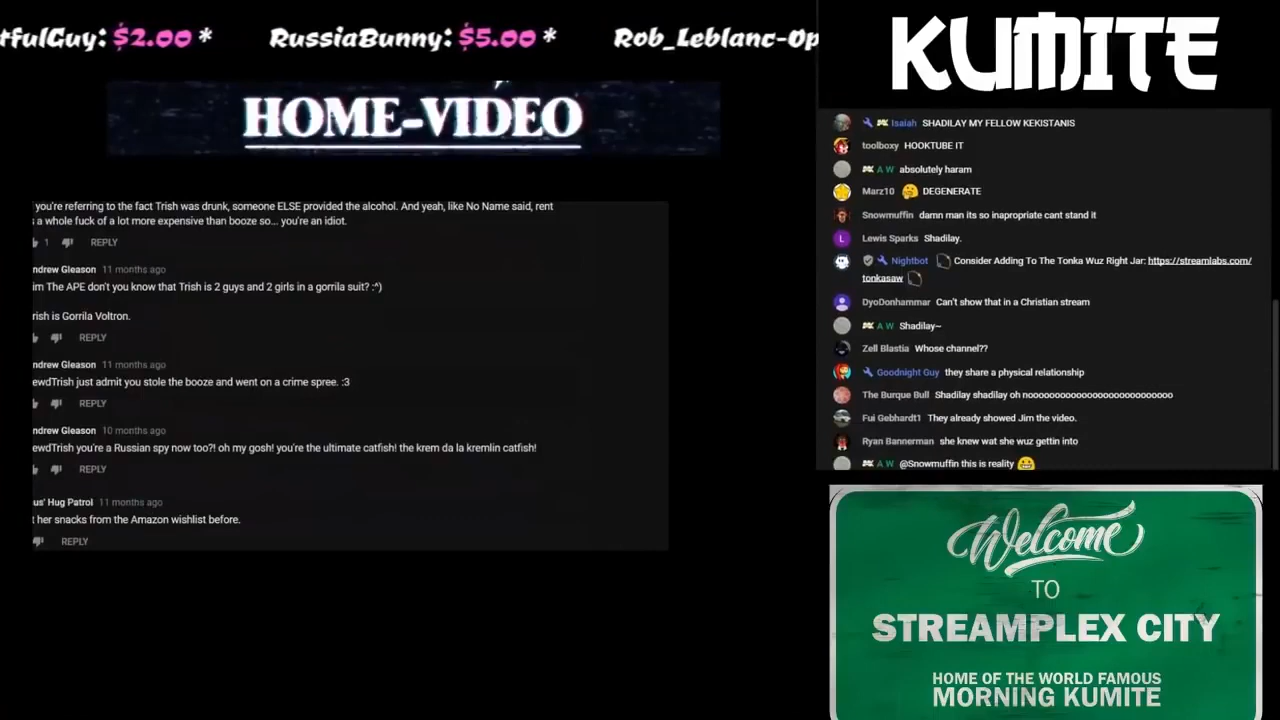 tfulGuy: $2.00 * RussiaBunny: $5.00 * Rob_Leblanc-Op
HOME-VIDEO
you're referring to the fact Trish was drunk, someone ELSE provided the alcohol. And yeah, like No Name said, rent
a whole fuck of a lot more expensive than booze so... you're an idiot.
1 REPLY
ndrew Gleason 11 months ago
im The APE don't you know that Trish is 2 guys and 2 girls in a gorrila suit? :^)
rish is Gorrila Voltron.
REPLY
ndrew Gleason 11 months ago
ewdTrish just admit you stole the booze and went on a crime spree. :3
REPLY
ndrew Gleason 10 months ago
ewdTrish you're a Russian spy now too?! oh my gosh! you're the ultimate catfish! the krem da la kremlin catfish!
REPLY
us' Hug Patrol 11 months ago
t her snacks from the Amazon wishlist before.
REPLY
KUMITE
Isaiah SHADILAY MY FELLOW KEKISTANIS
toolboxy HOOKTUBE IT
A W absolutely haram
Marz10 🤔 DEGENERATE
Snowmuffin damn man its so inapropriate cant stand it
L Lewis Sparks Shadilay.
Nightbot Consider Adding To The Tonka Wuz Right Jar: https://streamlabs.com/
tonkasaw
DyoDonhammar Can't show that in a Christian stream
A W Shadilay~
Zell Blastia Whose channel??
Goodnight Guy they share a physical relationship
The Burque Bull Shadilay shadilay oh nooooooooooooooooooooooooooo
Fui Gebhardt1 They already showed Jim the video.
Ryan Bannerman she knew wat she wuz gettin into
A W @Snowmuffin this is reality 😀
Welcome
TO
STREAMPLEX CITY
HOME OF THE WORLD FAMOUS
MORNING KUMITE